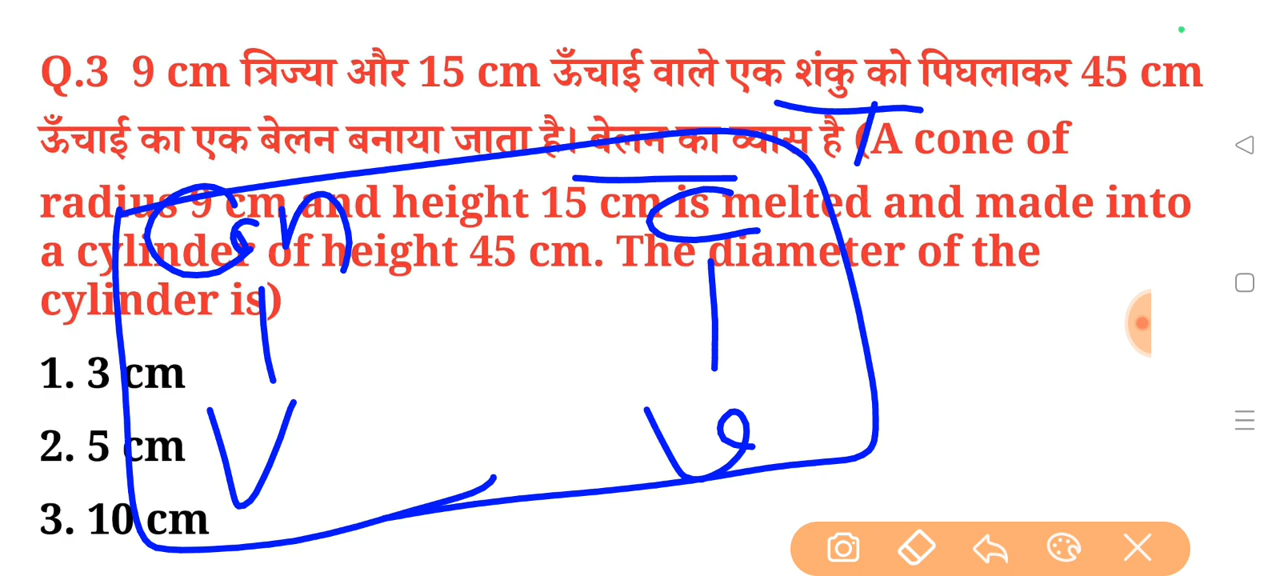 Q.3 9 cm त्रिज्या और 15 cm ऊँचाई वाले एक शंकु को पिघलाकर 45 cm
ऊँचाई का एक बेलन बनाया जाता है। बेलन का व्यास है (A cone of
radius 9 cm and height 15 cm is melted and made into
a cylinder of height 45 cm. The diameter of the
cylinder is)
1. 3 cm
2. 5 cm
3. 10 cm